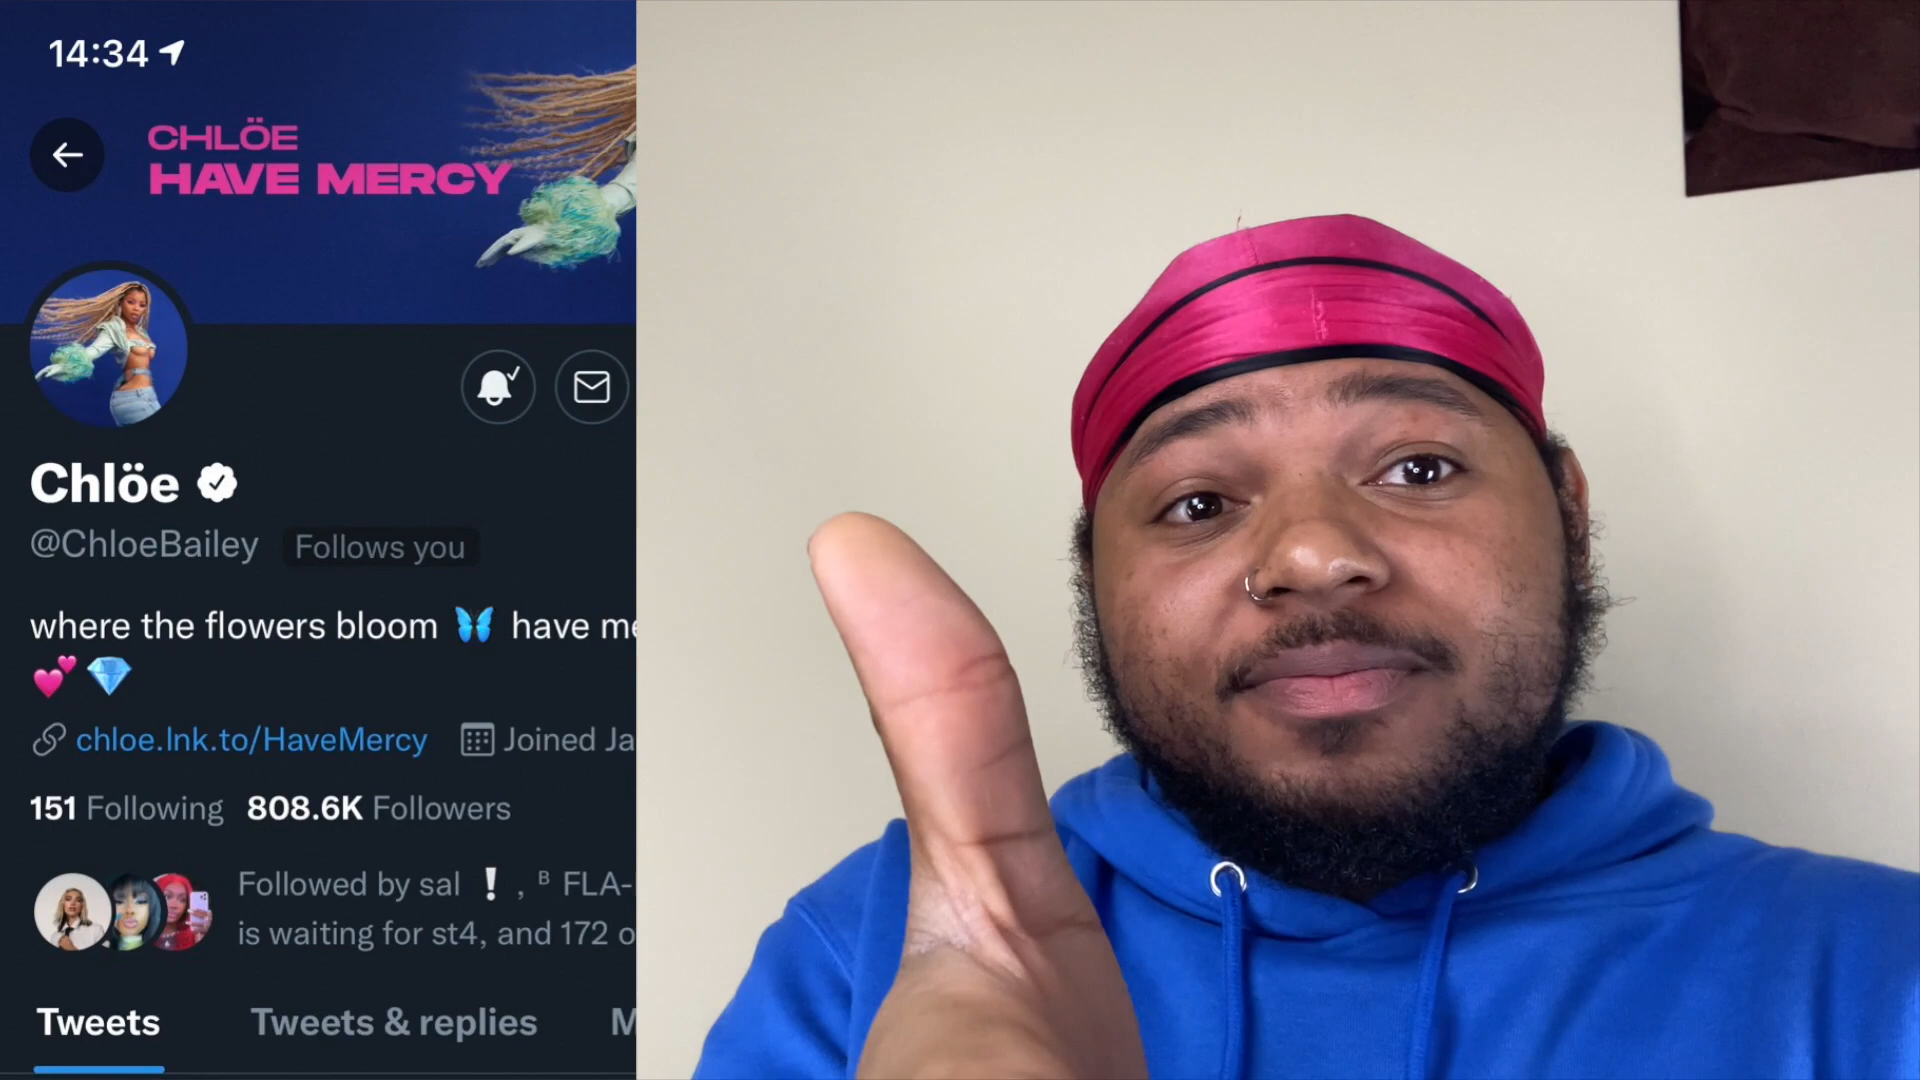 14:34
CHLÖE
HAVE MERCY
Chlöe
@ChloeBailey Follows you
where the flowers bloom 🦋 have me
💕 💎
chloe.lnk.to/HaveMercy Joined Ja
151 Following 808.6K Followers
Followed by sal ❕ , ᴮ FLA-
is waiting for st4, and 172 o
Tweets Tweets & replies M